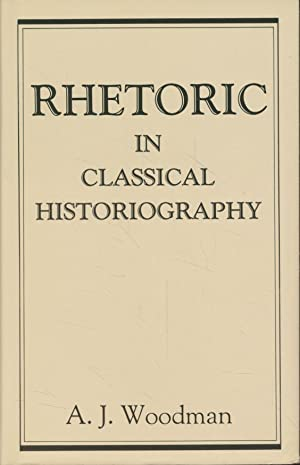 RHETORIC
IN
CLASSICAL
HISTORIOGRAPHY
A. J. Woodman